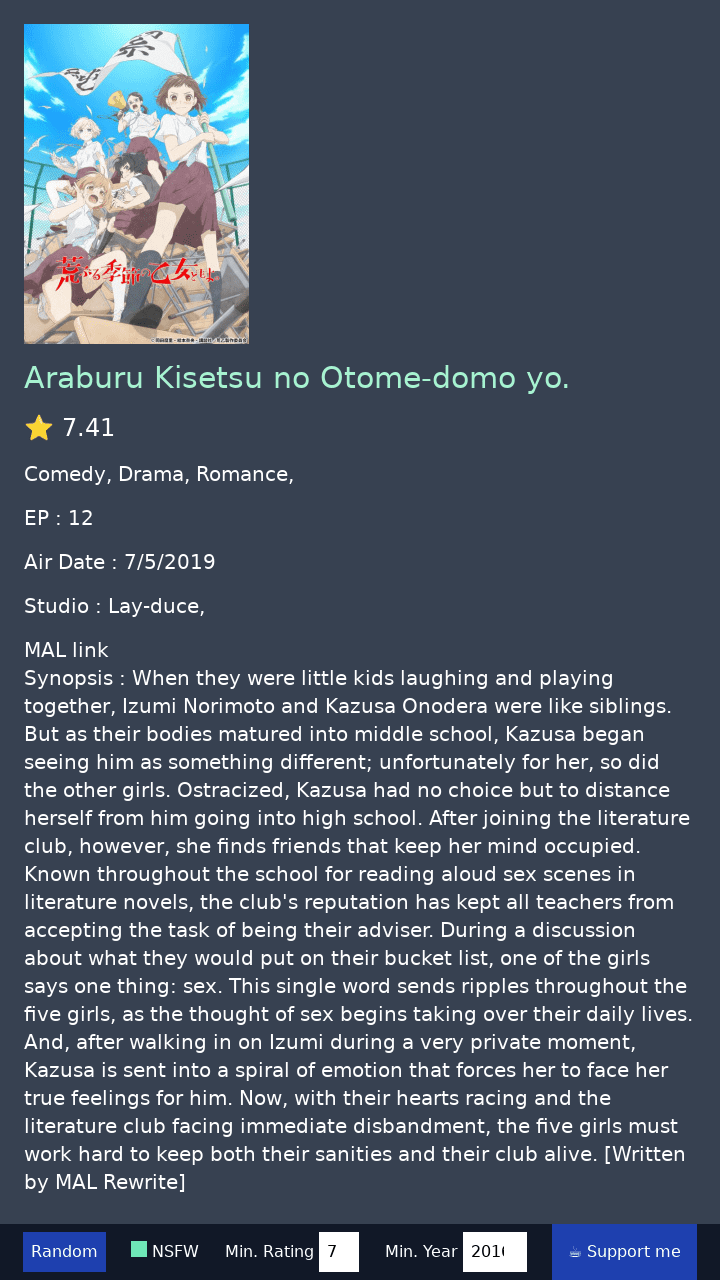 祭
荒ぶる季節の乙女どもよ
Araburu Kisetsu no Otome-domo yo.
⭐ 7.41
Comedy, Drama, Romance,
EP : 12
Air Date : 7/5/2019
Studio : Lay-duce,
MAL link
Synopsis : When they were little kids laughing and playing
together, Izumi Norimoto and Kazusa Onodera were like siblings.
But as their bodies matured into middle school, Kazusa began
seeing him as something different; unfortunately for her, so did
the other girls. Ostracized, Kazusa had no choice but to distance
herself from him going into high school. After joining the literature
club, however, she finds friends that keep her mind occupied.
Known throughout the school for reading aloud sex scenes in
literature novels, the club's reputation has kept all teachers from
accepting the task of being their adviser. During a discussion
about what they would put on their bucket list, one of the girls
says one thing: sex. This single word sends ripples throughout the
five girls, as the thought of sex begins taking over their daily lives.
And, after walking in on Izumi during a very private moment,
Kazusa is sent into a spiral of emotion that forces her to face her
true feelings for him. Now, with their hearts racing and the
literature club facing immediate disbandment, the five girls must
work hard to keep both their sanities and their club alive. [Written
by MAL Rewrite]
Random NSFW Min. Rating 7 Min. Year 2016 ☕ Support me